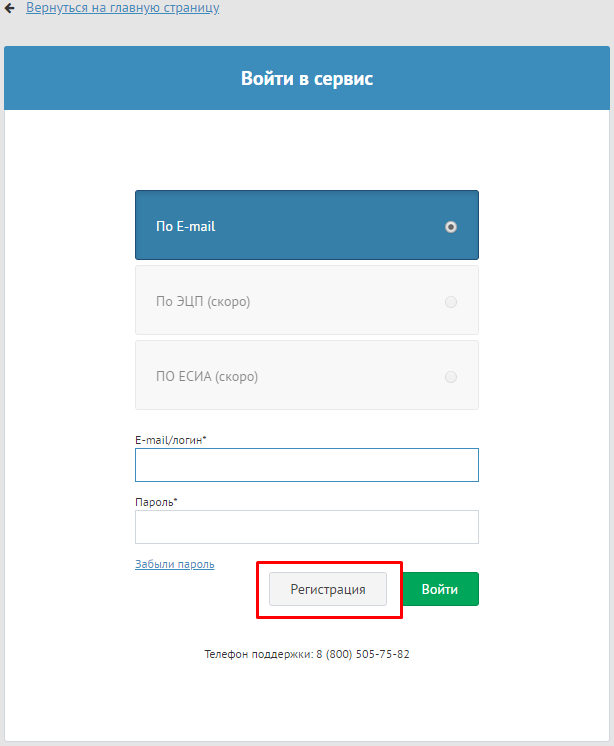 Вернуться на главную страницу
Войти в сервис
По E-mail
По ЭЦП (скоро)
ПО ЕСИА (скоро)
E-mail/логин*
Пароль*
Забыли пароль
Регистрация Войти
Телефон поддержки: 8 (800) 505-75-82